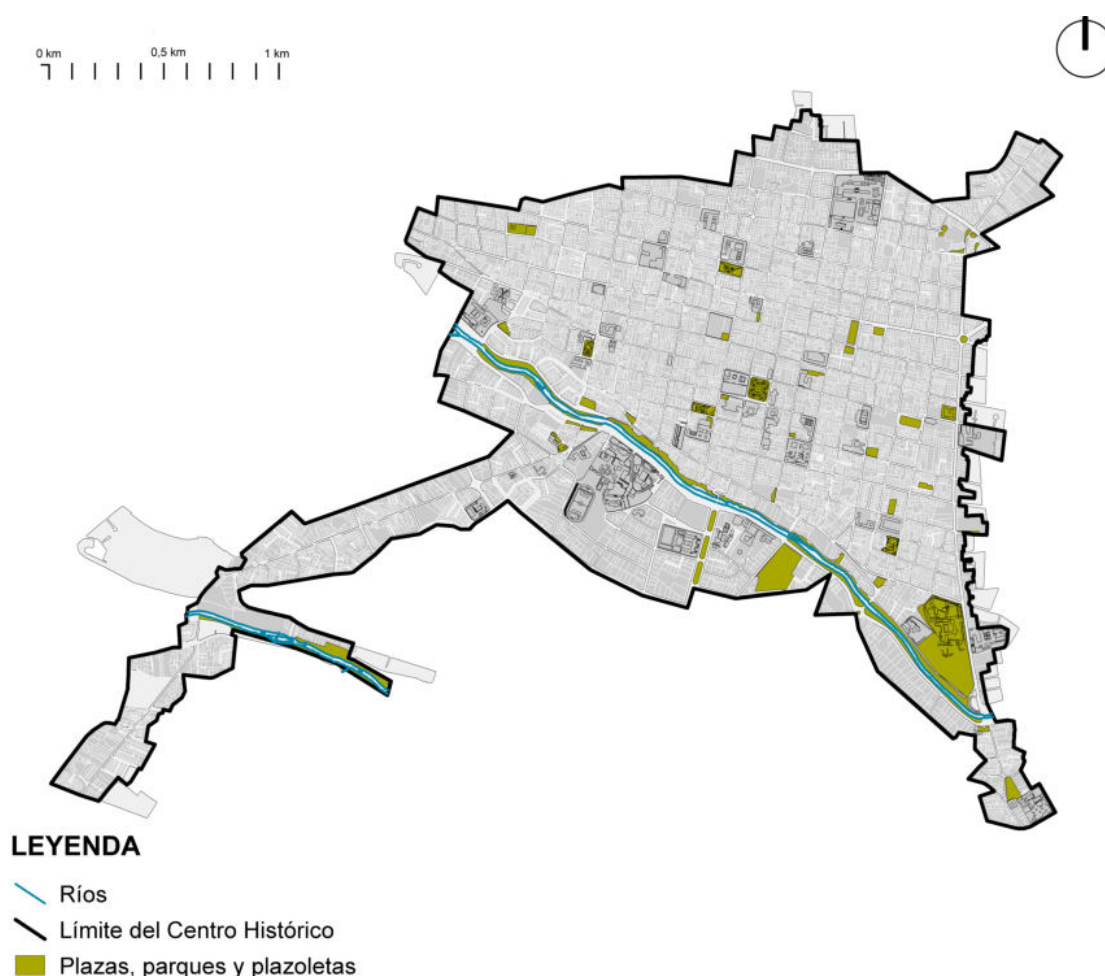 0 km 0,5 km 1 km
LEYENDA
Ríos
Límite del Centro Histórico
Plazas, parques y plazoletas